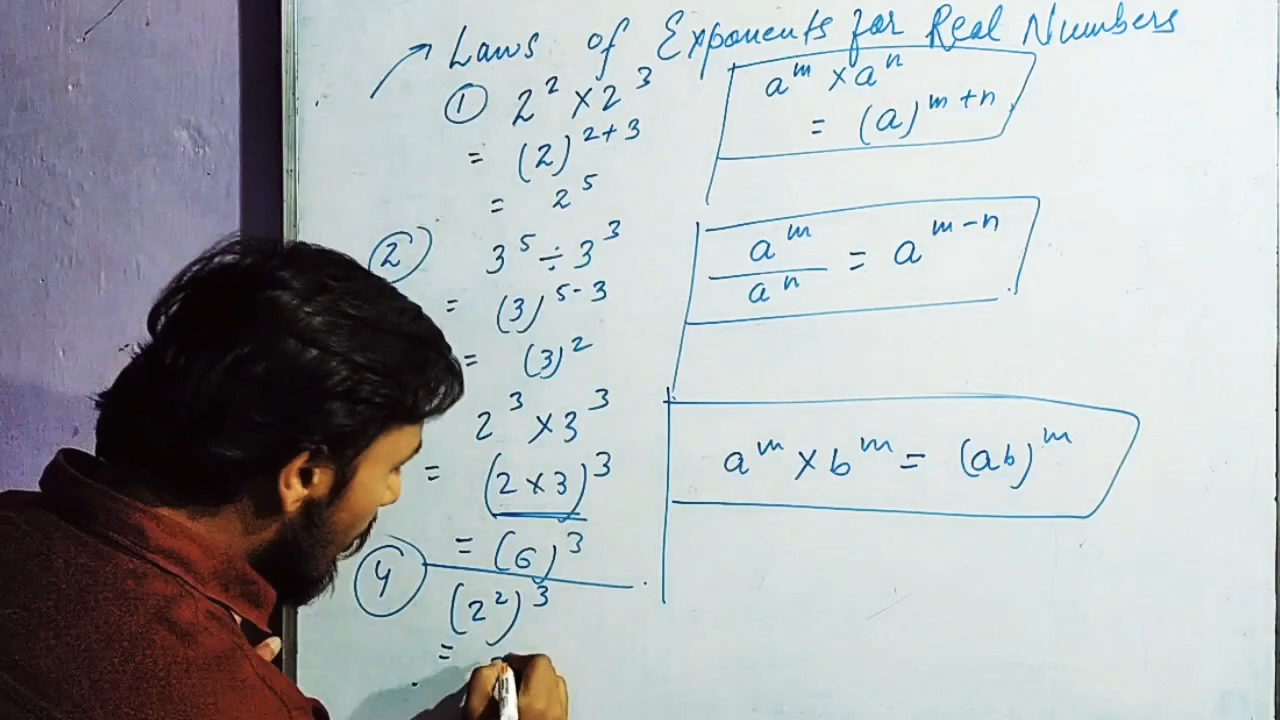 → Laws of Exponents for Real Numbers
① 2² × 2³
= (2)²⁺³
= 2⁵
② 3⁵ ÷ 3³
= (3)⁵⁻³
= (3)²
2³ × 3³
= (2 × 3)³
= (6)³
④ (2²)³
=
aᵐ × aⁿ
= (a)ᵐ⁺ⁿ
aᵐ/aⁿ = aᵐ⁻ⁿ
aᵐ × bᵐ = (ab)ᵐ